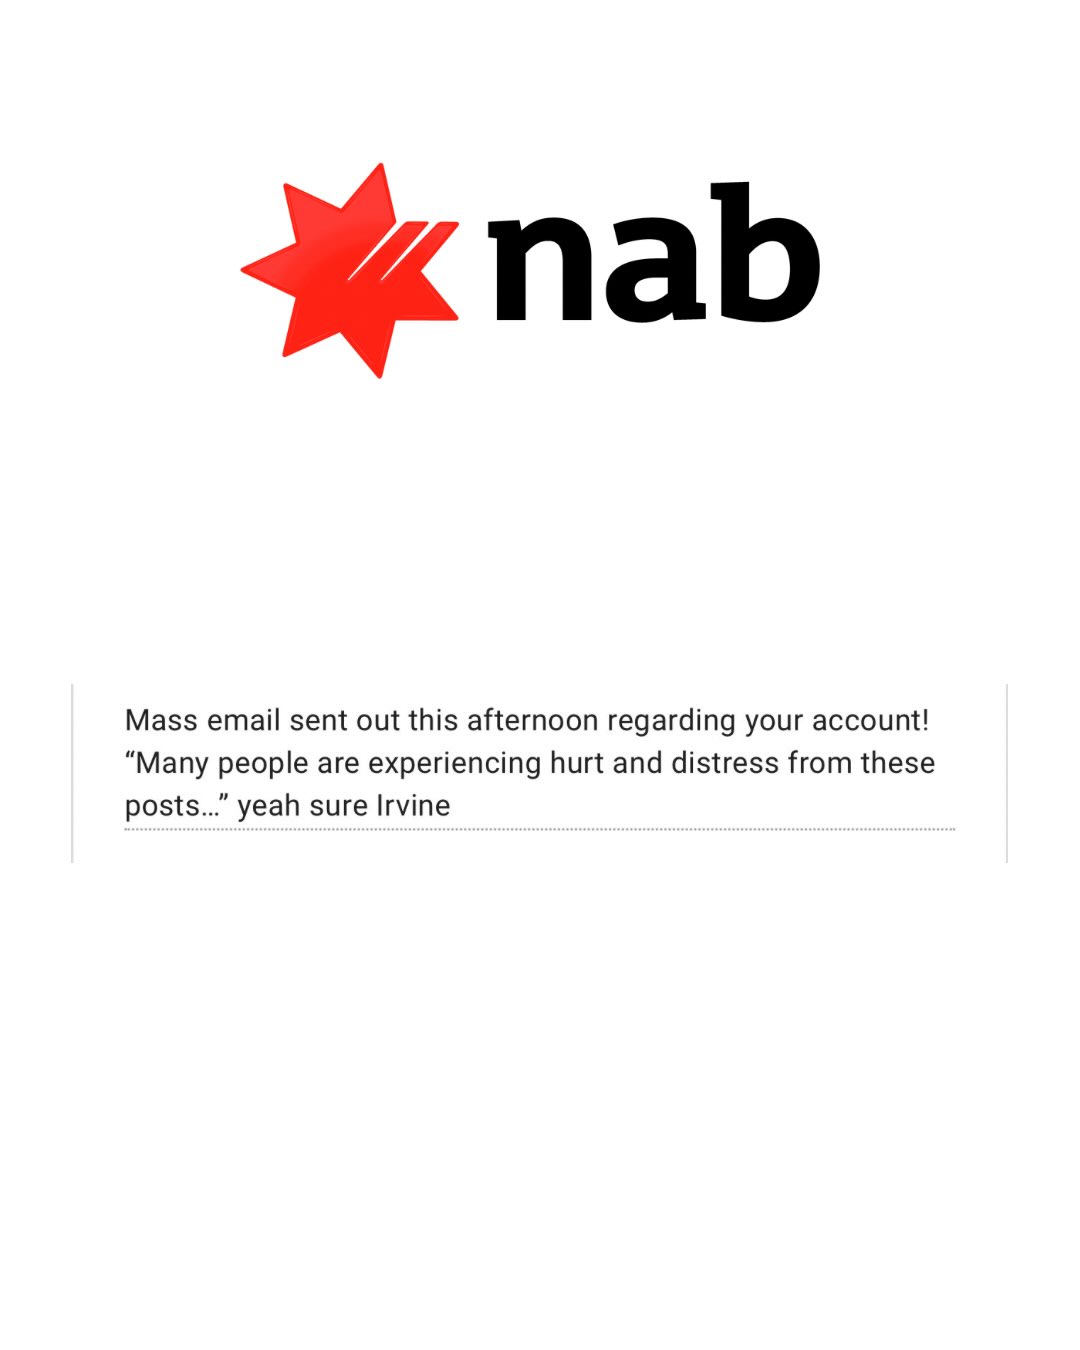 nab
Mass email sent out this afternoon regarding your account!
“Many people are experiencing hurt and distress from these
posts...” yeah sure Irvine